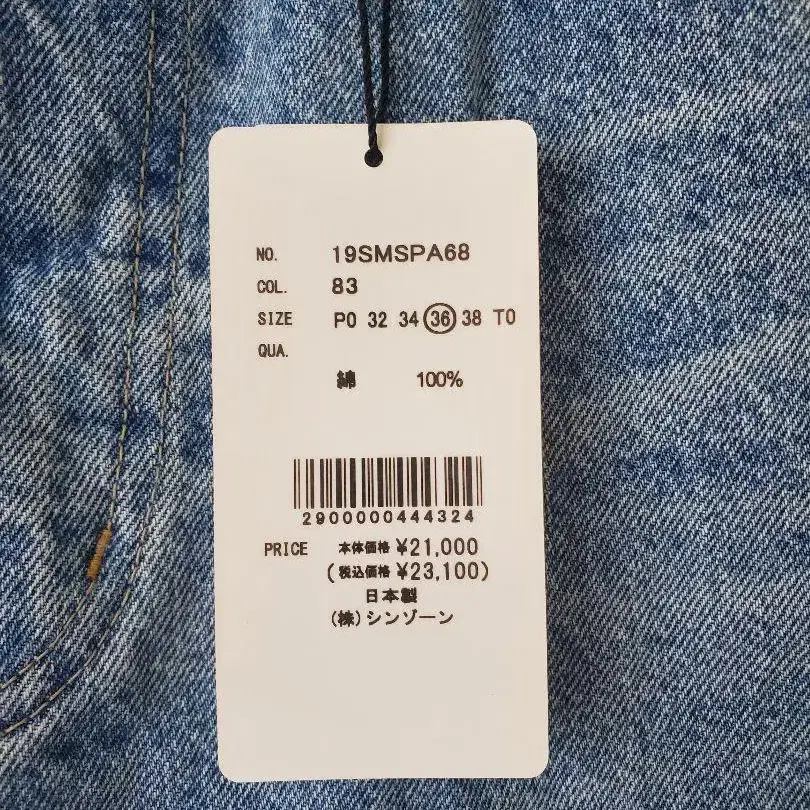 NO. 19SMSPA68
COL. 83
SIZE P0 32 34 36 38 T0
QUA.
綿 100%
2900000444324
PRICE 本体価格 ¥21,000
(税込価格 ¥23,100)
日本製
(株)シンゾーン